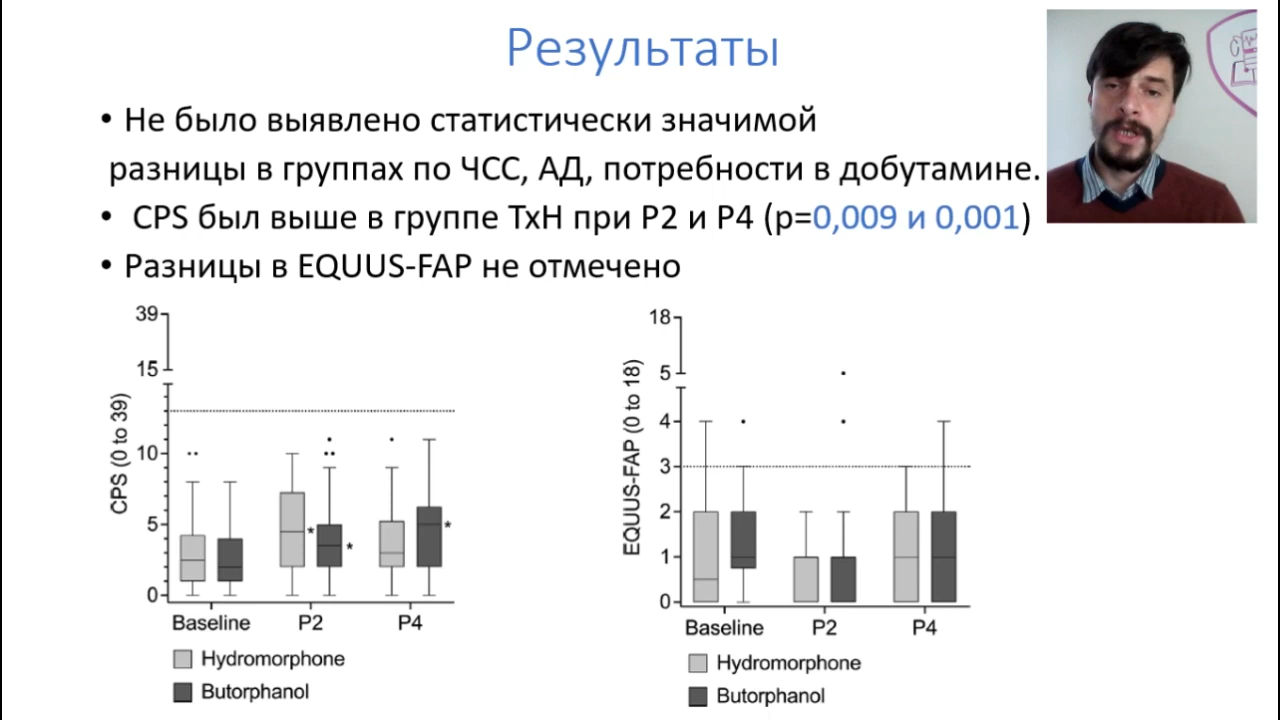 Результаты
• Не было выявлено статистически значимой
разницы в группах по ЧСС, АД, потребности в добутамине.
• CPS был выше в группе TxH при P2 и P4 (p=0,009 и 0,001)
• Разницы в EQUUS-FAP не отмечено
39
15
10
5
0
CPS (0 to 39)
*
*
*
Baseline P2 P4
Hydromorphone
Butorphanol
18
5
4
3
2
1
0
EQUUS-FAP (0 to 18)
Baseline P2 P4
Hydromorphone
Butorphanol